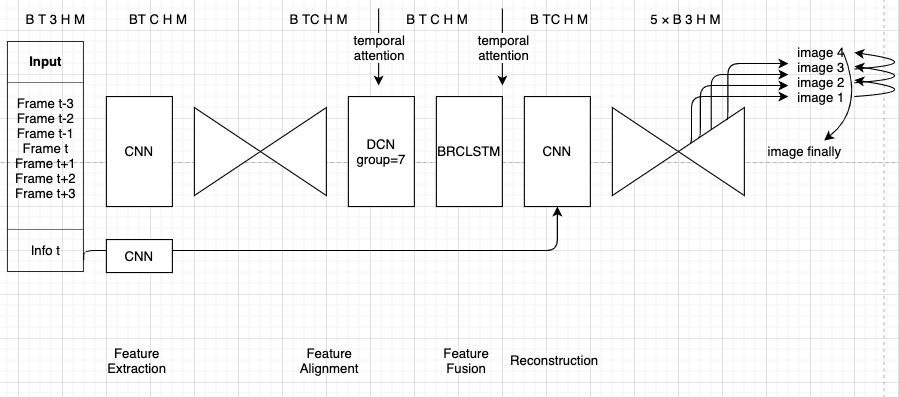 B T 3 H M
BT C H M
B TC H M
B T C H M
B TC H M
5 × B 3 H M
temporal
attention
temporal
attention
Input
Frame t-3
Frame t-2
Frame t-1
Frame t
Frame t+1
Frame t+2
Frame t+3
Info t
CNN
CNN
DCN
group=7
BRCLSTM
CNN
image 4
image 3
image 2
image 1
image finally
Feature
Extraction
Feature
Alignment
Feature
Fusion
Reconstruction